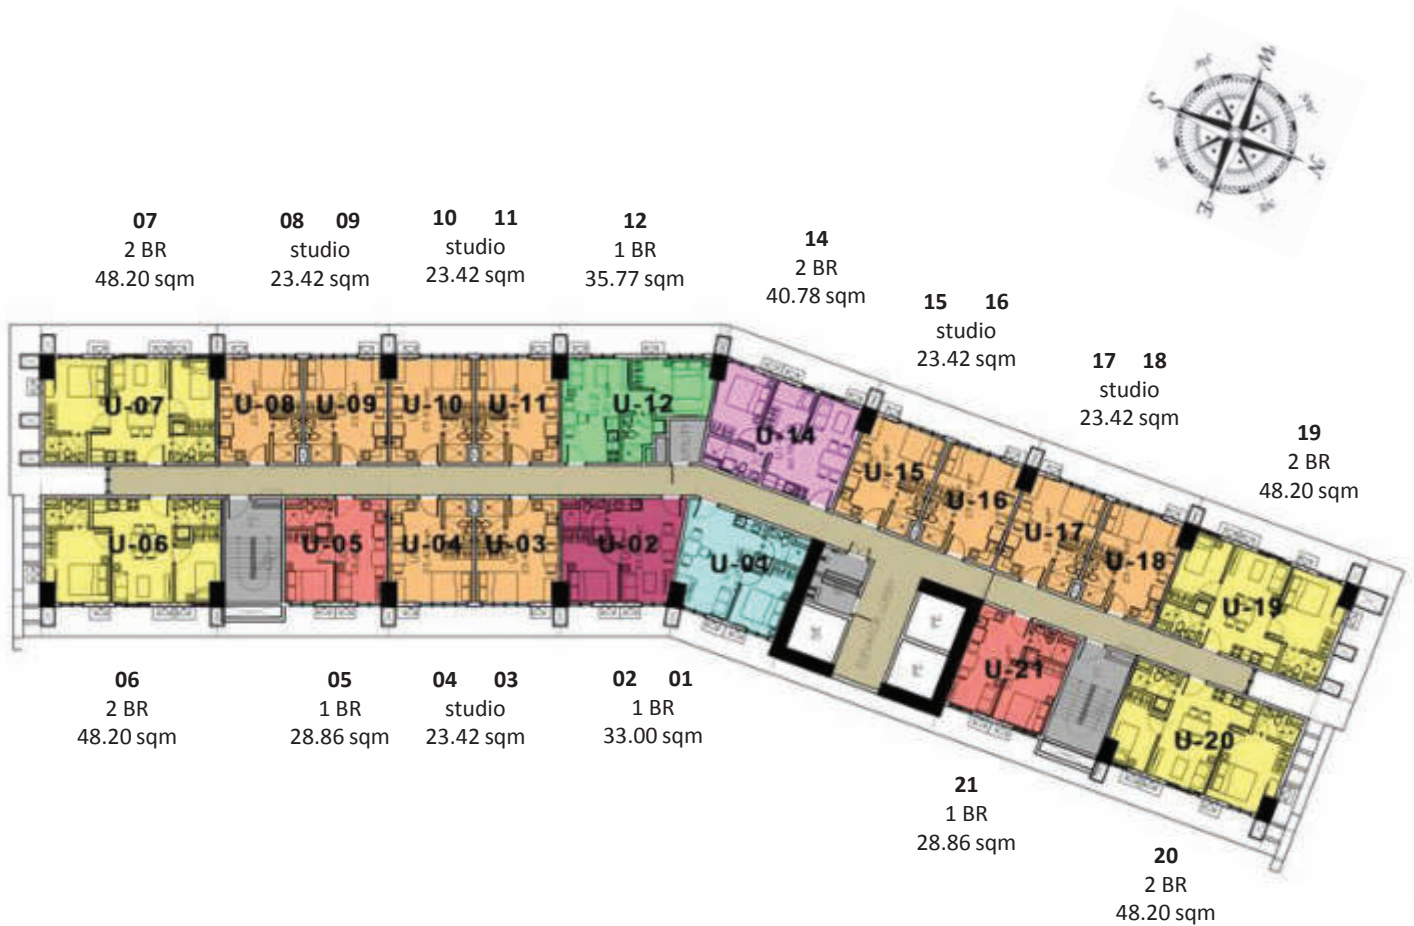 W
S
N
E
07
2 BR
48.20 sqm
08 09
studio
23.42 sqm
10 11
studio
23.42 sqm
12
1 BR
35.77 sqm
14
2 BR
40.78 sqm
15 16
studio
23.42 sqm
17 18
studio
23.42 sqm
19
2 BR
48.20 sqm
U-07
U-08
U-09
U-10
U-11
U-12
U-14
U-15
U-16
U-17
U-18
U-19
U-06
U-05
U-04
U-03
U-02
U-01
U-21
U-20
06
2 BR
48.20 sqm
05
1 BR
28.86 sqm
04 03
studio
23.42 sqm
02 01
1 BR
33.00 sqm
21
1 BR
28.86 sqm
20
2 BR
48.20 sqm